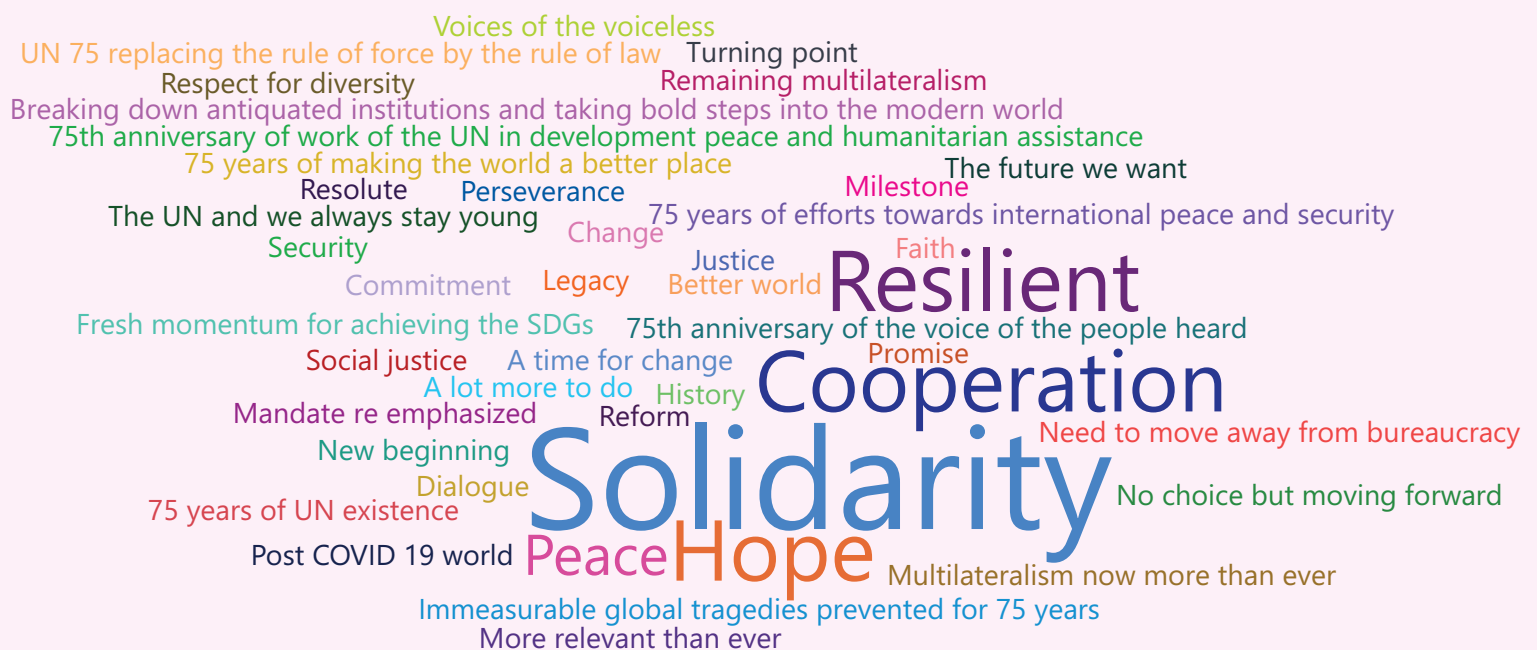 Voices of the voiceless
UN 75 replacing the rule of force by the rule of law
Turning point
Respect for diversity
Remaining multilateralism
Breaking down antiquated institutions and taking bold steps into the modern world
75th anniversary of work of the UN in development peace and humanitarian assistance
75 years of making the world a better place
The future we want
Resolute
Perseverance
Milestone
The UN and we always stay young
75 years of efforts towards international peace and security
Change
Security
Faith
Justice
Resilient
Commitment
Legacy
Better world
Fresh momentum for achieving the SDGs
75th anniversary of the voice of the people heard
Social justice
A time for change
Promise
Cooperation
A lot more to do
History
Mandate re emphasized
Reform
Need to move away from bureaucracy
New beginning
Solidarity
Dialogue
No choice but moving forward
75 years of UN existence
Post COVID 19 world
Peace
Hope
Multilateralism now more than ever
Immeasurable global tragedies prevented for 75 years
More relevant than ever